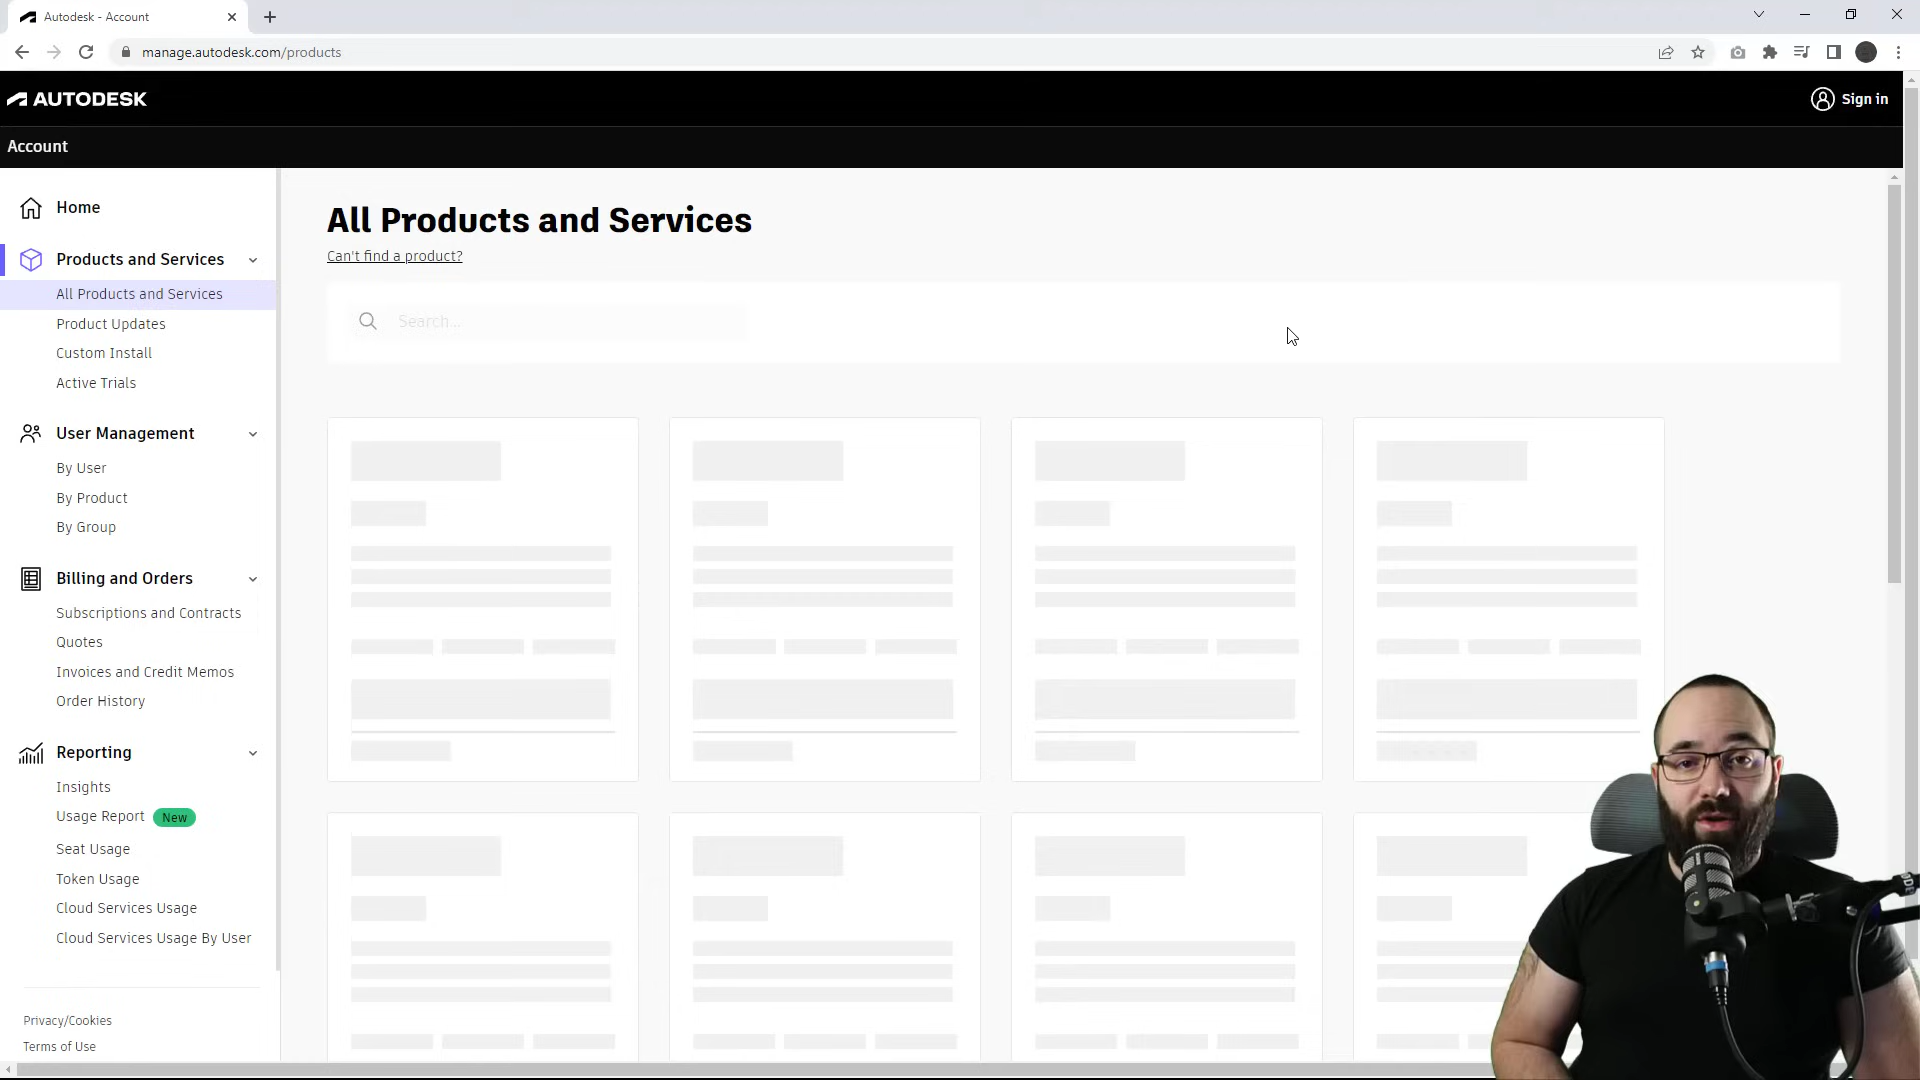 Autodesk - Account
manage.autodesk.com/products
AUTODESK
Sign in
Account
Home
Products and Services
All Products and Services
Product Updates
Custom Install
Active Trials
User Management
By User
By Product
By Group
Billing and Orders
Subscriptions and Contracts
Quotes
Invoices and Credit Memos
Order History
Reporting
Insights
Usage Report New
Seat Usage
Token Usage
Cloud Services Usage
Cloud Services Usage By User
Privacy/Cookies
Terms of Use
All Products and Services
Can't find a product?
Search...